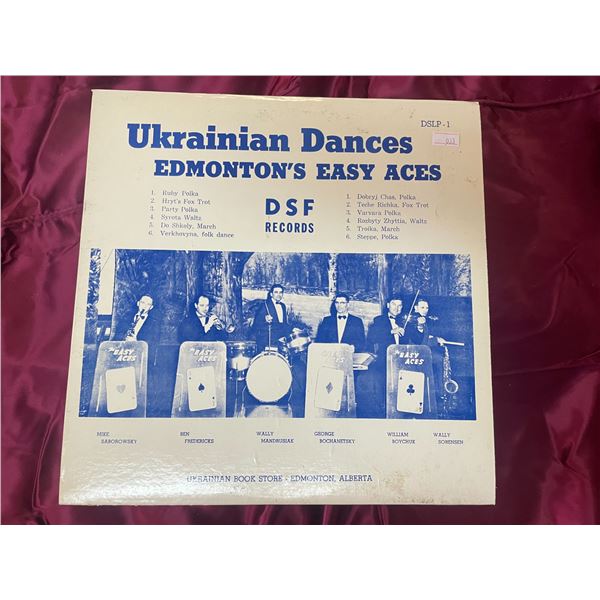 DSLP - 1
033
Ukrainian Dances
EDMONTON'S EASY ACES
1. Ruby Polka
2. Hryt's Fox Trot
3. Party Polka
4. Syrota Waltz
5. Do Shkoly, March
6. Verkhovyna, folk dance
DSF
RECORDS
1. Dobryj Chas, Polka
2. Teche Richka, Fox Trot
3. Varvara Polka
4. Rozbyty Zhyttia, Waltz
5. Troika, March
6. Steppe, Polka
EASY ACES
EASY ACES
EASY ACES
MIKE SABOROWSKY
BEN FREDERICKS
WALLY MANDRUSIAK
GEORGE BOCHANETSKY
WILLIAM BOYCHUK
WALLY SORENSEN
UKRAINIAN BOOK STORE - EDMONTON, ALBERTA